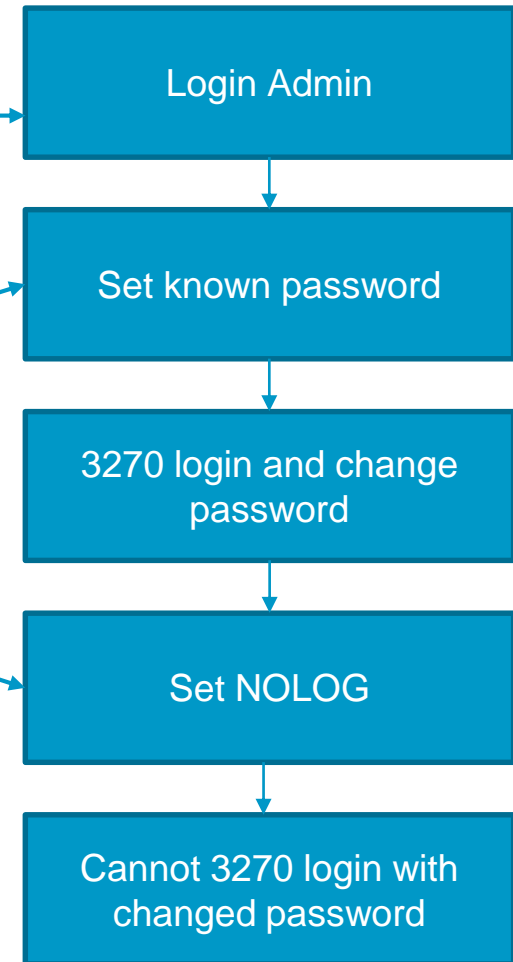 Login Admin
Set known password
3270 login and change
password
Set NOLOG
Cannot 3270 login with
changed password